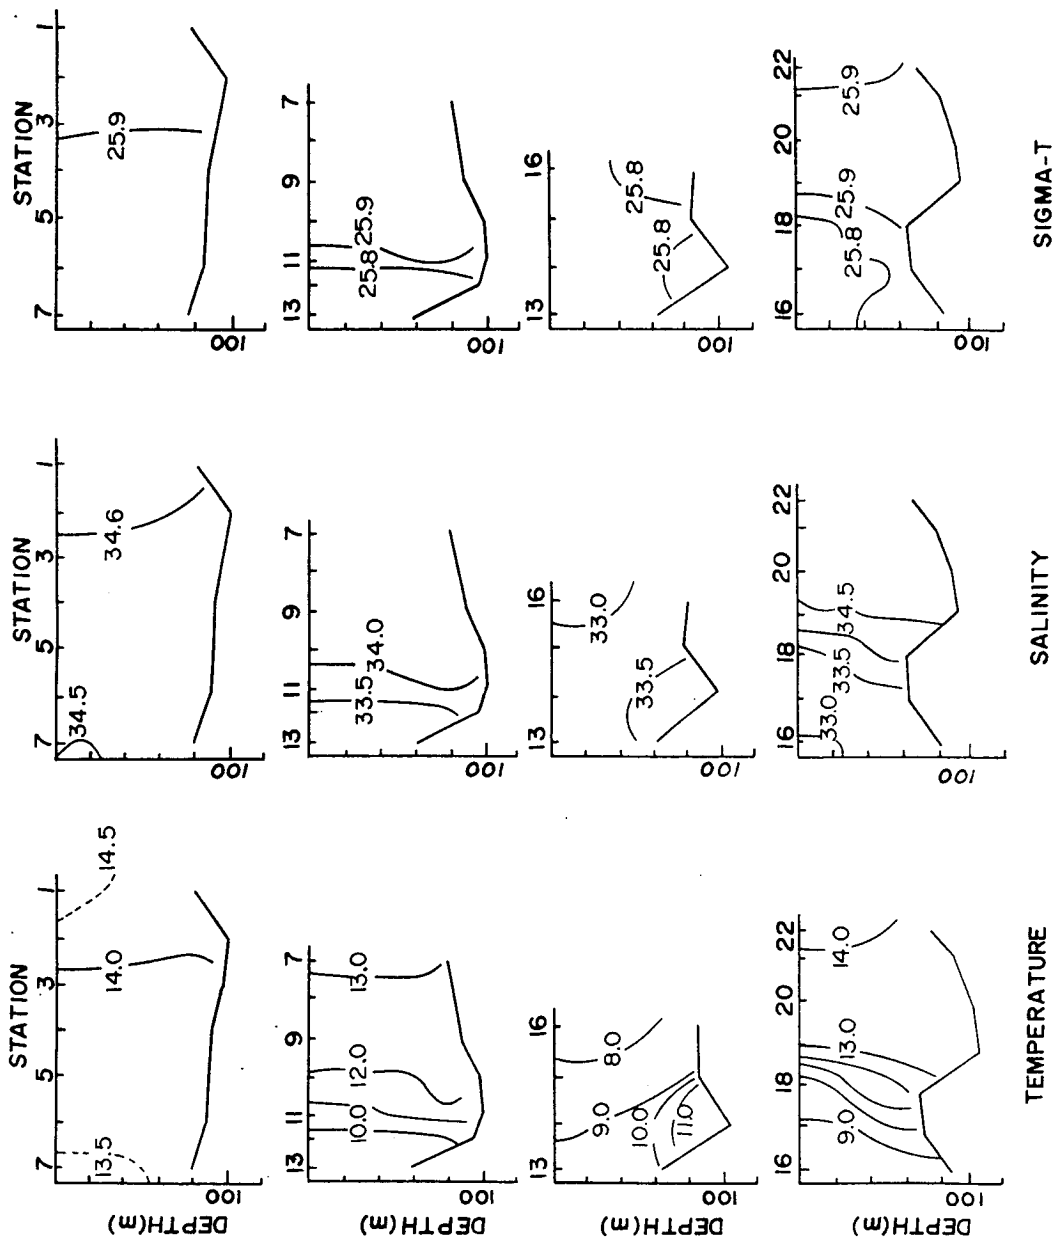 STATION
7 5 3 1
13.5
14.0
14.5
100
DEPTH(m)
STATION
7 5 3 1
34.5
34.6
100
STATION
7 5 3 1
25.9
100
13 11 9 7
10.0
12.0
13.0
100
DEPTH(m)
13 11 9 7
33.5
34.0
100
13 11 9 7
25.8
25.9
100
13 16
9.0
8.0
10.0
11.0
100
DEPTH(m)
13 16
33.5
33.0
100
13 16
25.8
25.8
100
16 18 20 22
9.0
13.0
14.0
100
DEPTH(m)
16 18 20 22
33.0
33.5
34.5
100
16 18 20 22
25.8
25.9
25.9
100
TEMPERATURE
SALINITY
SIGMA-T